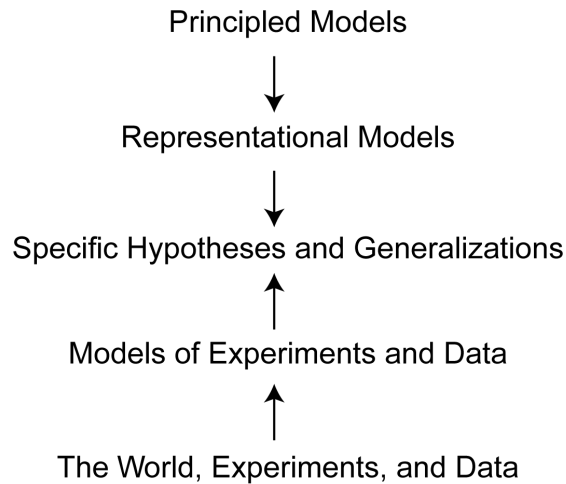 Principled Models
Representational Models
Specific Hypotheses and Generalizations
Models of Experiments and Data
The World, Experiments, and Data